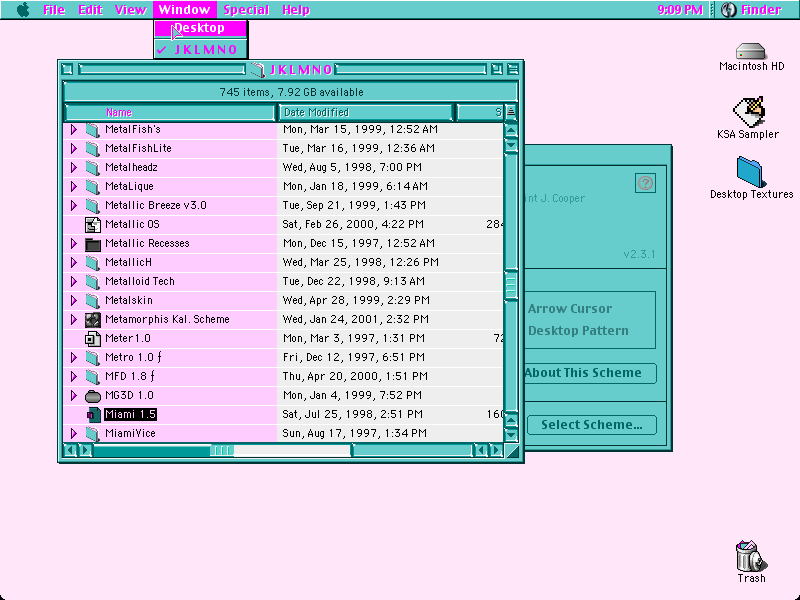 File Edit View Window Special Help 9:09 PM Finder
Desktop
✓ JKLMNO
JKLMNO
745 items, 7.92 GB available
Name Date Modified S
MetalFish's Mon, Mar 15, 1999, 12:52 AM
MetalFishLite Tue, Mar 16, 1999, 12:36 AM
Metalheadz Wed, Aug 5, 1998, 7:00 PM
MetaLique Mon, Jan 18, 1999, 6:14 AM
Metallic Breeze v3.0 Tue, Sep 21, 1999, 1:43 PM
Metallic OS Sat, Feb 26, 2000, 4:22 PM 284
Metallic Recesses Mon, Dec 15, 1997, 12:52 AM
MetallicH Wed, Mar 25, 1998, 12:26 PM
Metalloid Tech Tue, Dec 22, 1998, 9:13 AM
Metalskin Wed, Apr 28, 1999, 2:29 PM
Metamorphis Kal. Scheme Wed, Jan 24, 2001, 2:32 PM
Meter1.0 Mon, Mar 3, 1997, 1:31 PM 72
Metro 1.0 ƒ Fri, Dec 12, 1997, 6:51 PM
MFD 1.8 ƒ Thu, Apr 20, 2000, 1:51 PM
MG3D 1.0 Mon, Jan 4, 1999, 7:52 PM
Miami 1.5 Sat, Jul 25, 1998, 2:51 PM 160
MiamiVice Sun, Aug 17, 1997, 1:34 PM
?
int J. Cooper
v2.3.1
Arrow Cursor
Desktop Pattern
About This Scheme
Select Scheme...
Macintosh HD
KSA Sampler
Desktop Textures
Trash